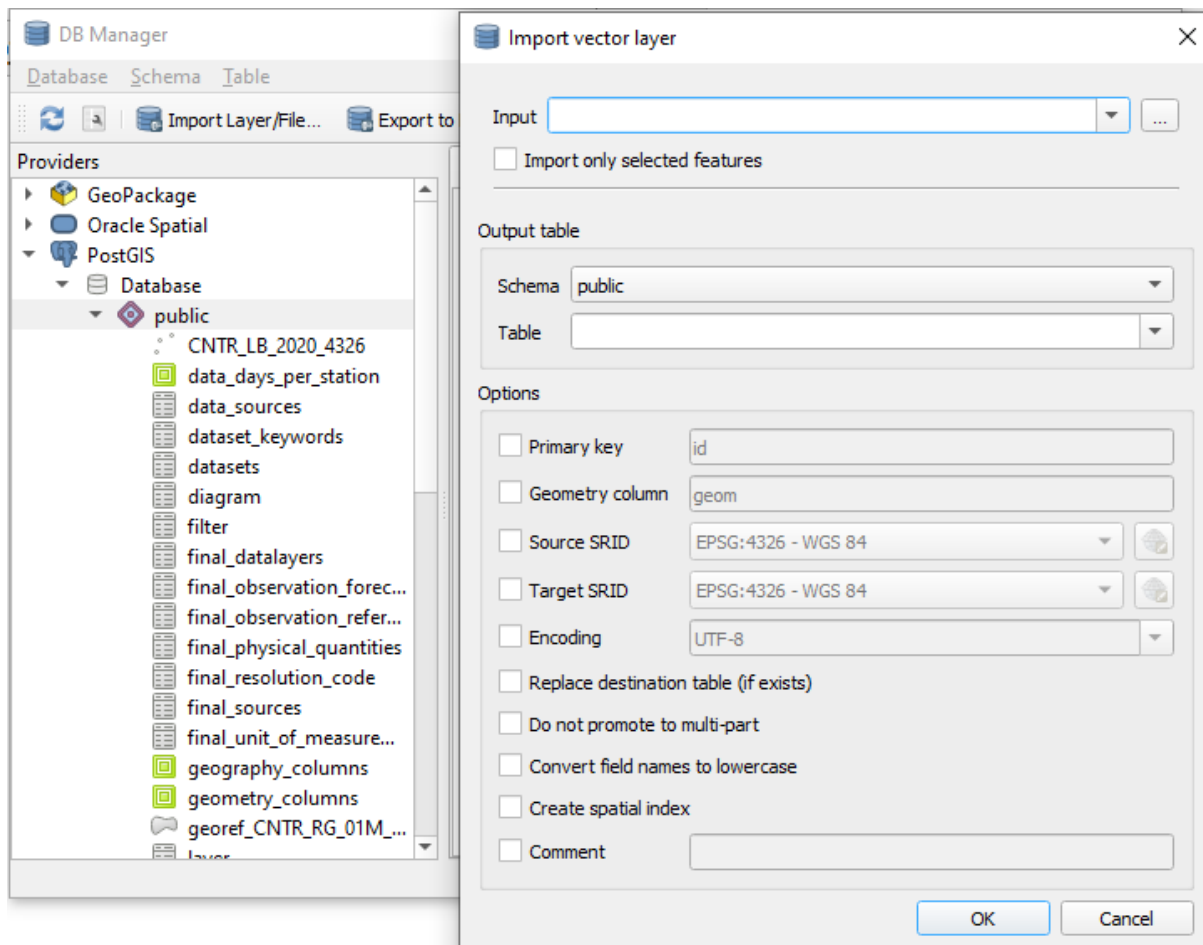 DB Manager
Database Schema Table
Import Layer/File... Export to
Providers
GeoPackage
Oracle Spatial
PostGIS
Database
public
CNTR_LB_2020_4326
data_days_per_station
data_sources
dataset_keywords
datasets
diagram
filter
final_datalayers
final_observation_forec...
final_observation_refer...
final_physical_quantities
final_resolution_code
final_sources
final_unit_of_measure...
geography_columns
geometry_columns
georef_CNTR_RG_01M_...
layer
Import vector layer
Input
...
Import only selected features
Output table
Schema public
Table
Options
Primary key id
Geometry column geom
Source SRID EPSG:4326 - WGS 84
Target SRID EPSG:4326 - WGS 84
Encoding UTF-8
Replace destination table (if exists)
Do not promote to multi-part
Convert field names to lowercase
Create spatial index
Comment
OK Cancel